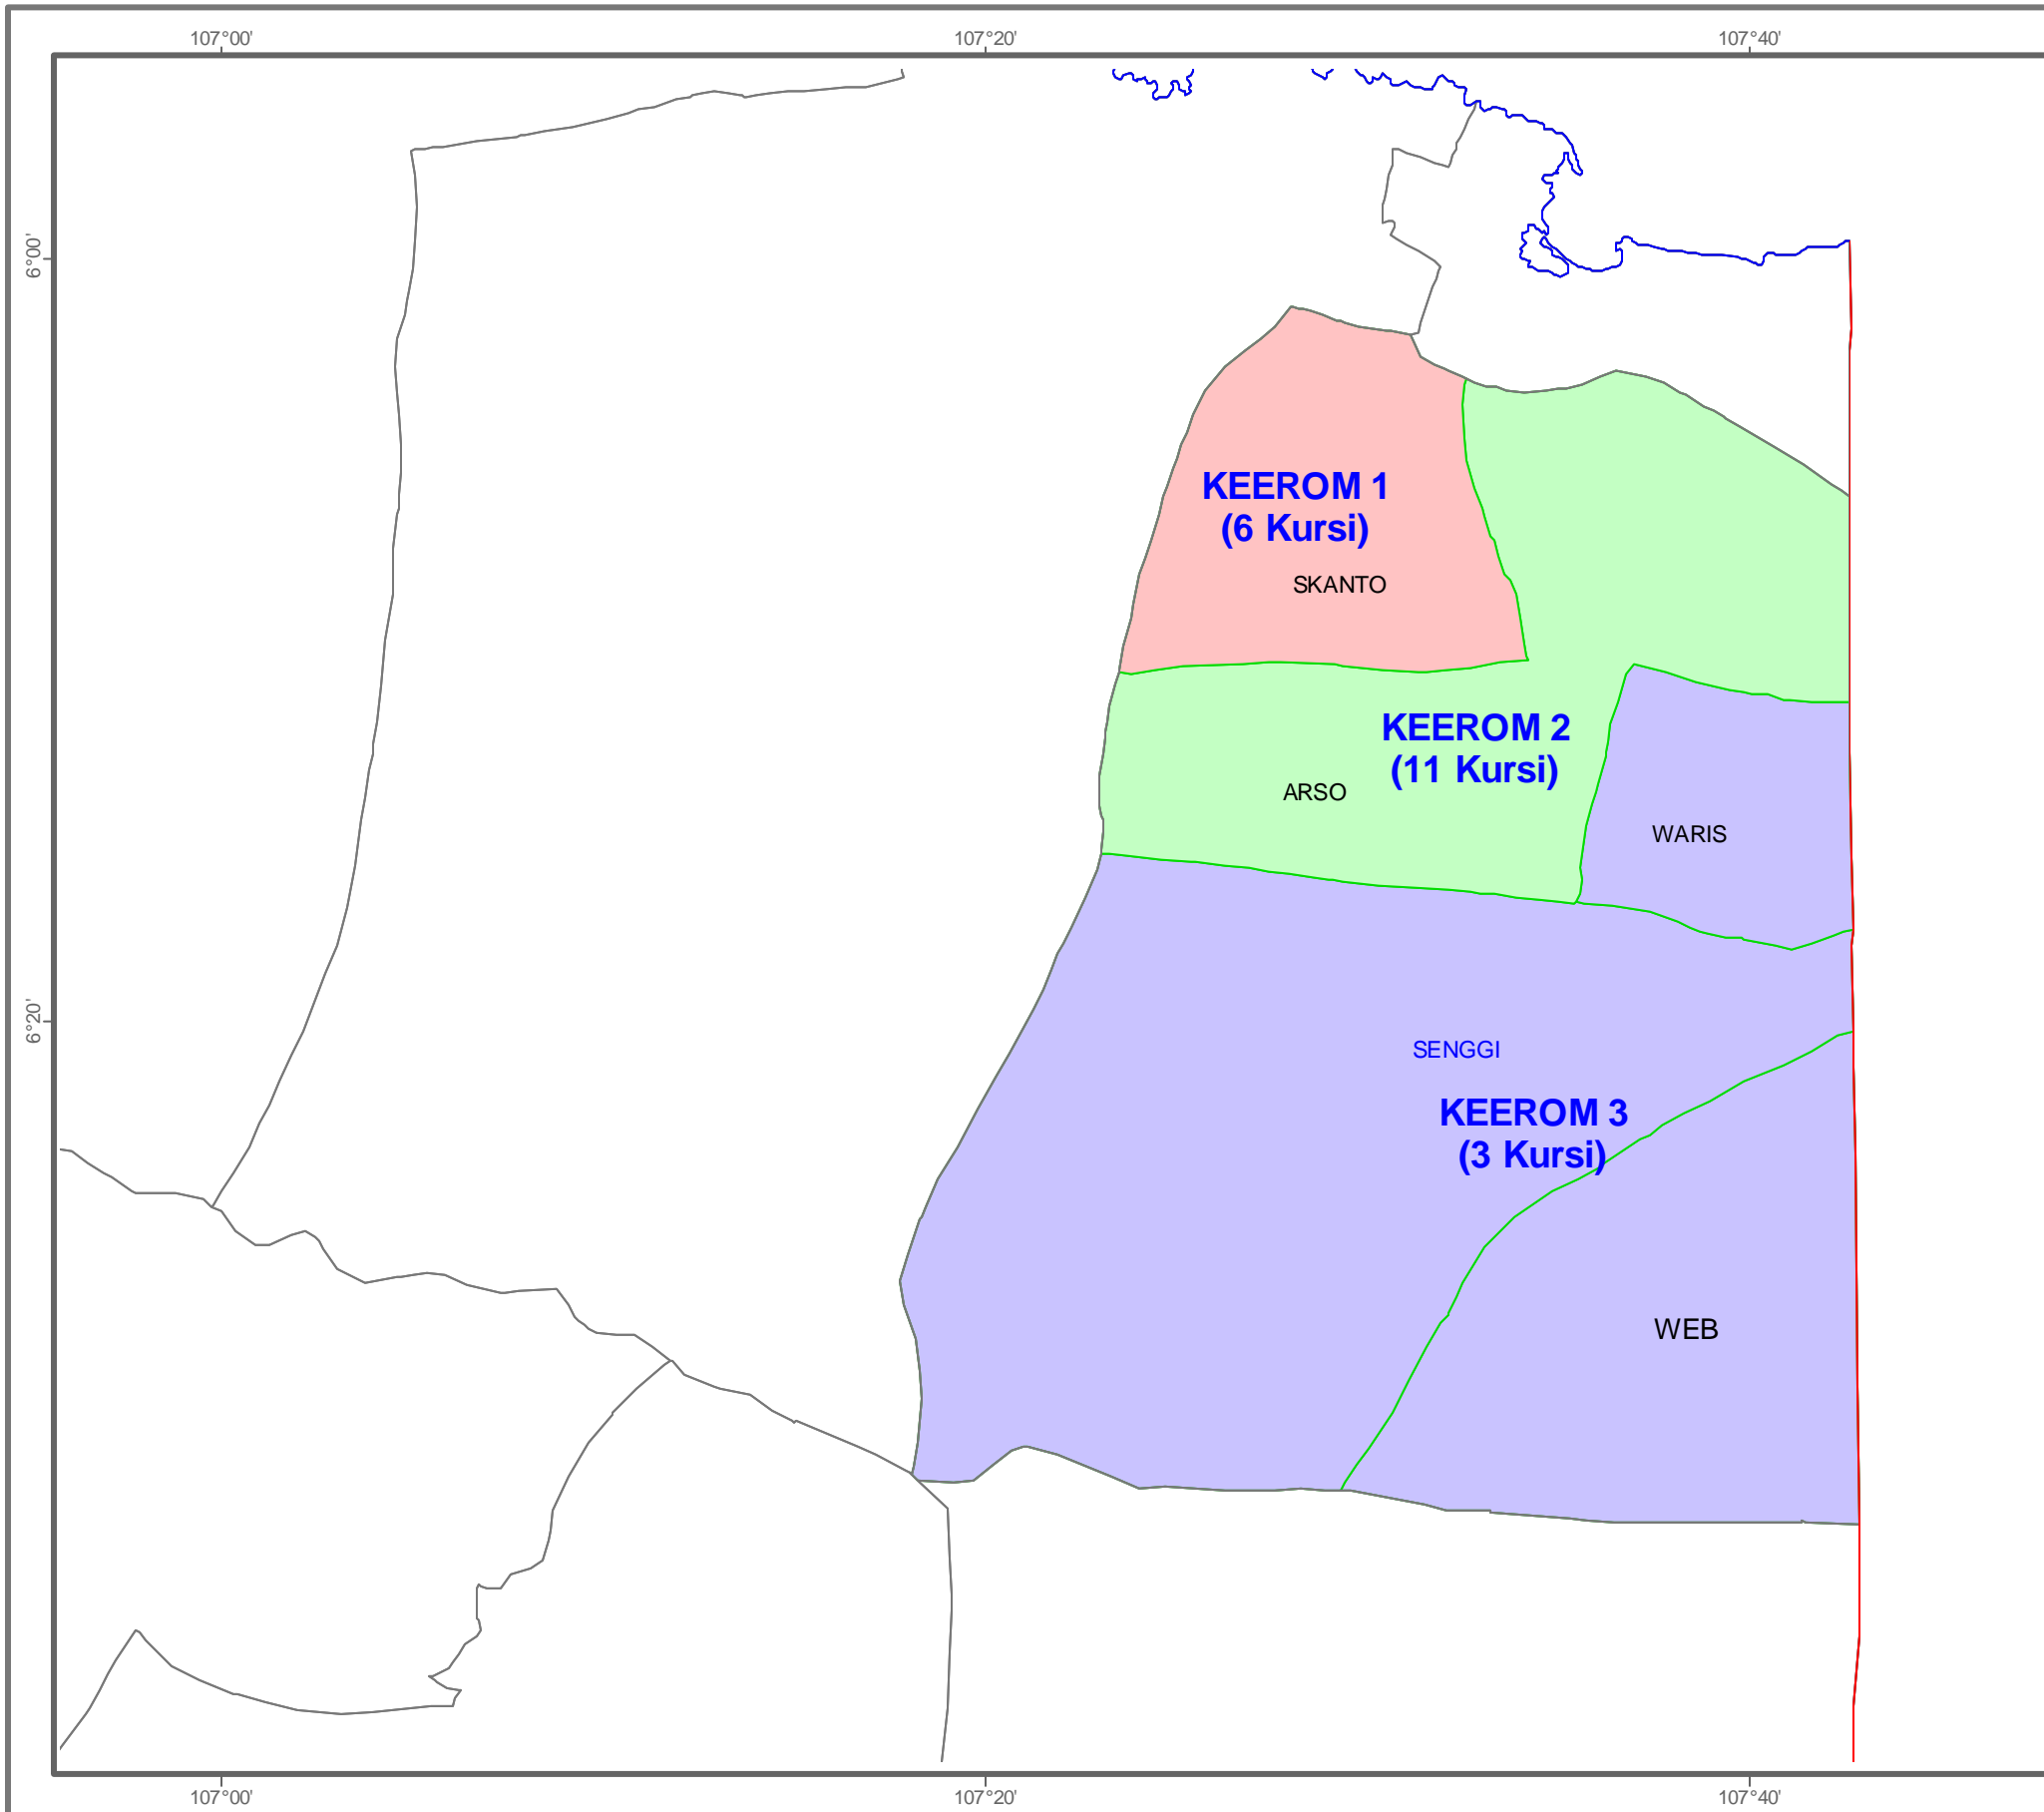 107°00'
107°20'
107°40'
6°00'
KEEROM 1
(6 Kursi)
SKANTO
KEEROM 2
(11 Kursi)
ARSO
WARIS
6°20'
SENGGI
KEEROM 3
(3 Kursi)
WEB
107°00'
107°20'
107°40'